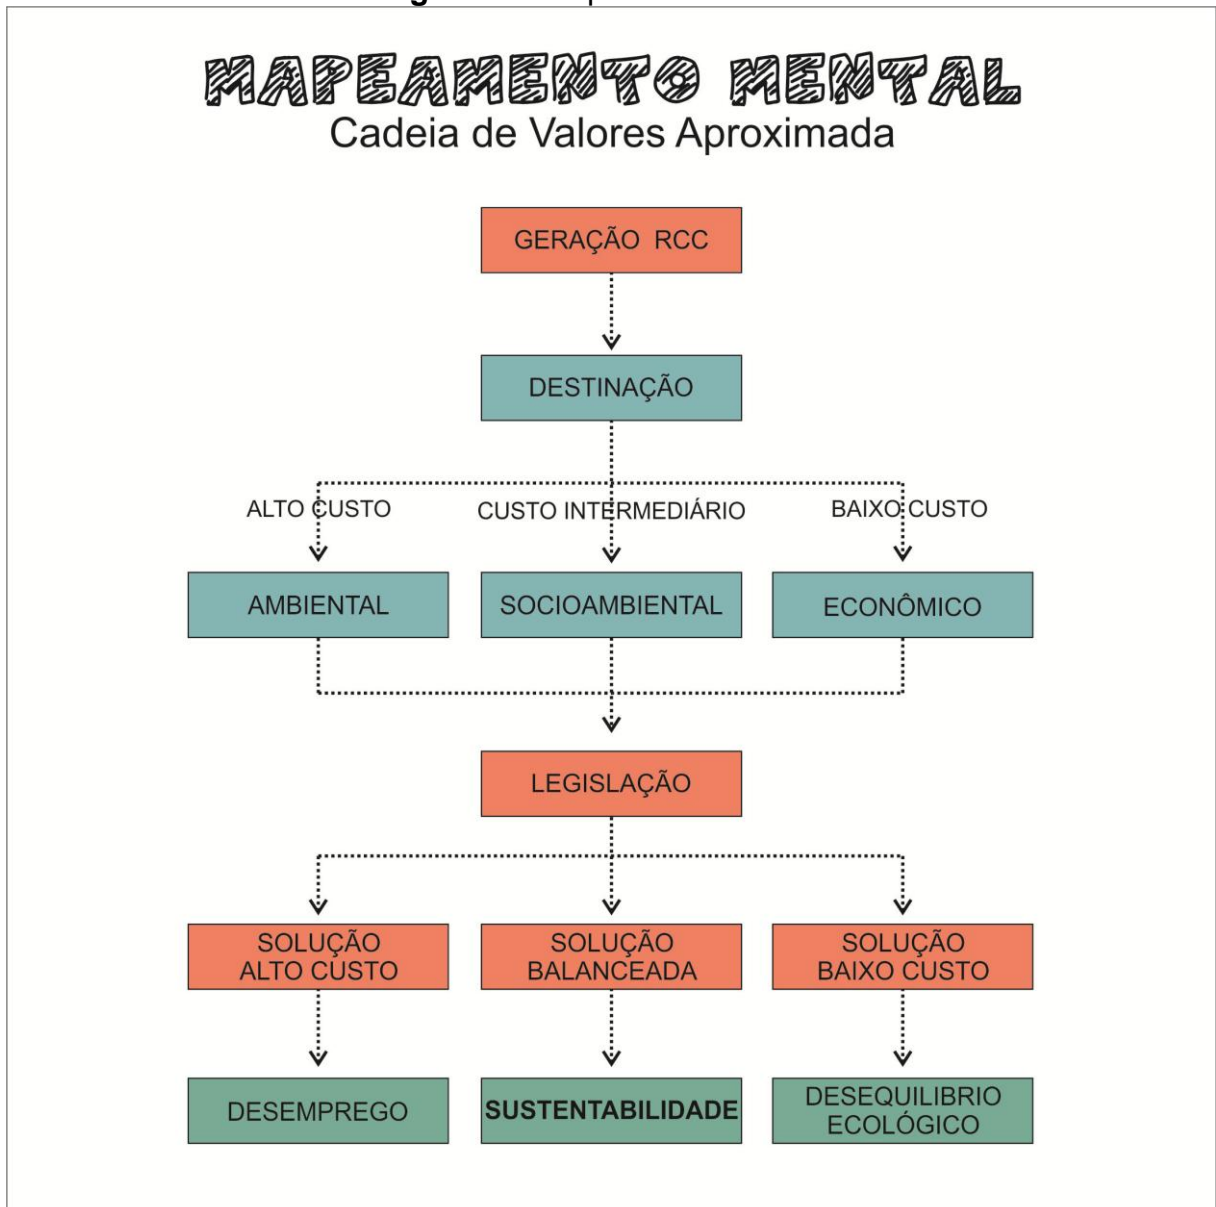 MAPEAMENTO MENTAL
Cadeia de Valores Aproximada
GERAÇÃO RCC
DESTINAÇÃO
ALTO CUSTO
CUSTO INTERMEDIÁRIO
BAIXO CUSTO
AMBIENTAL
SOCIOAMBIENTAL
ECONÔMICO
LEGISLAÇÃO
SOLUÇÃO
ALTO CUSTO
SOLUÇÃO
BALANCEADA
SOLUÇÃO
BAIXO CUSTO
DESEMPREGO
SUSTENTABILIDADE
DESEQUILIBRIO
ECOLÓGICO